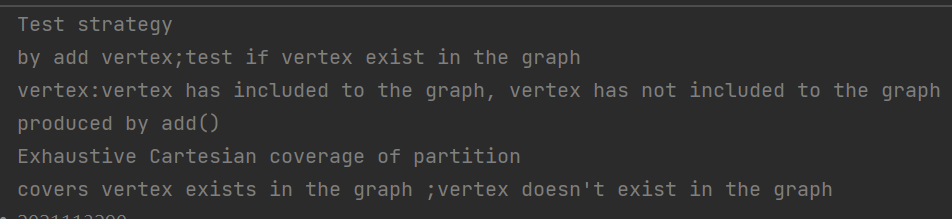 Test strategy
by add vertex;test if vertex exist in the graph
vertex:vertex has included to the graph, vertex has not included to the graph
produced by add()
Exhaustive Cartesian coverage of partition
covers vertex exists in the graph ;vertex doesn't exist in the graph